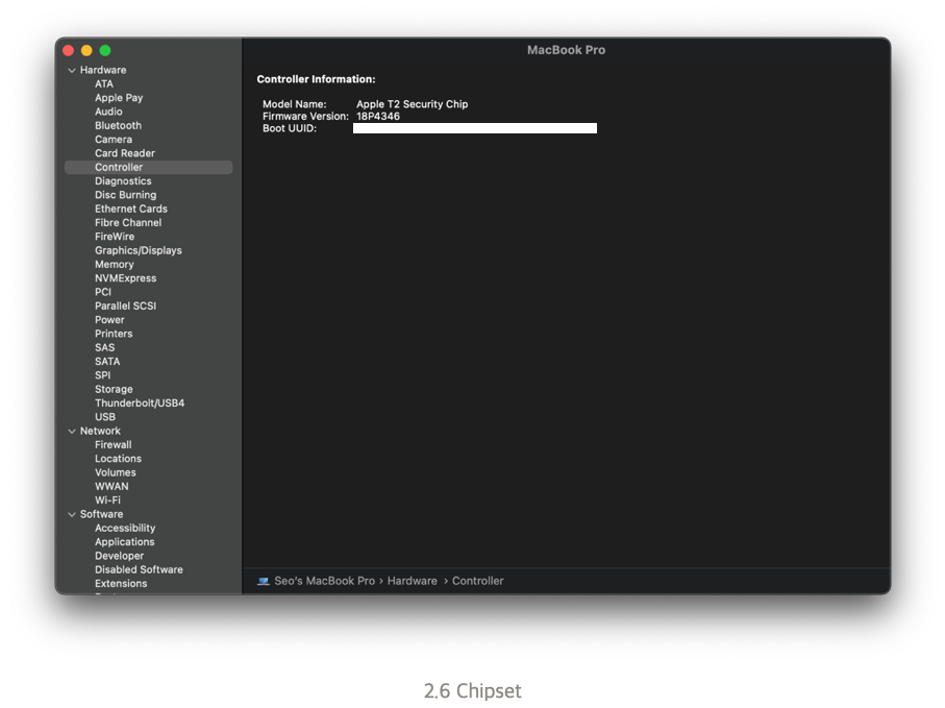 MacBook Pro
Hardware
ATA
Apple Pay
Audio
Bluetooth
Camera
Card Reader
Controller
Diagnostics
Disc Burning
Ethernet Cards
Fibre Channel
FireWire
Graphics/Displays
Memory
NVMExpress
PCI
Parallel SCSI
Power
Printers
SAS
SATA
SPI
Storage
Thunderbolt/USB4
USB
Network
Firewall
Locations
Volumes
WWAN
Wi-Fi
Software
Accessibility
Applications
Developer
Disabled Software
Extensions
Controller Information:
Model Name: Apple T2 Security Chip
Firmware Version: 18P4346
Boot UUID:
Seo's MacBook Pro › Hardware › Controller
2.6 Chipset